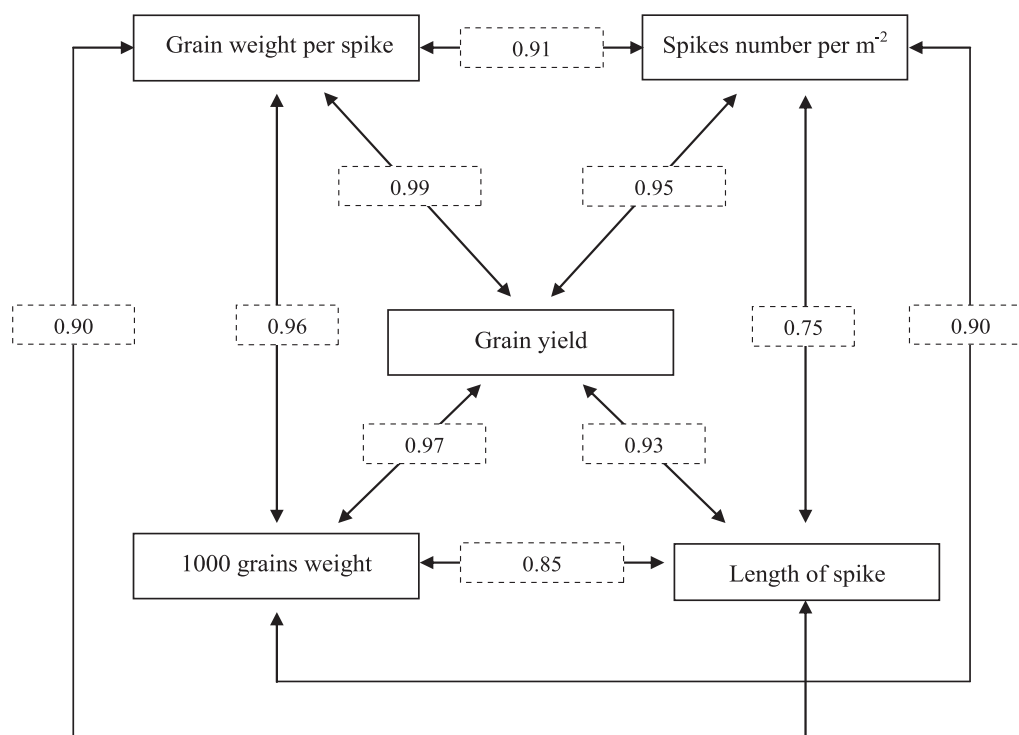 Grain weight per spike
0.91
Spikes number per m⁻²
0.99
0.95
0.90
0.96
Grain yield
0.75
0.90
0.97
0.93
1000 grains weight
0.85
Length of spike